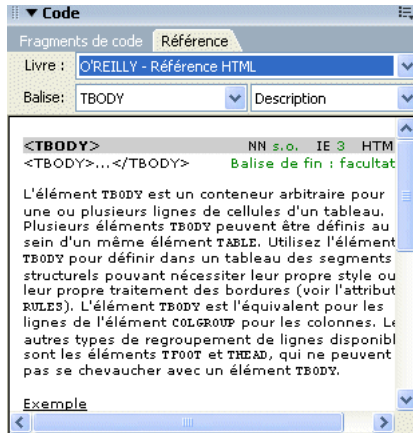 Code
Fragments de code Référence
Livre : O'REILLY - Référence HTML
Balise: TBODY Description
<TBODY> NN s.o. IE 3 HTM
<TBODY>...</TBODY> Balise de fin : facultat
L'élément TBODY est un conteneur arbitraire pour
une ou plusieurs lignes de cellules d'un tableau.
Plusieurs éléments TBODY peuvent être définis au
sein d'un même élément TABLE. Utilisez l'élément
TBODY pour définir dans un tableau des segments
structurels pouvant nécessiter leur propre style ou
leur propre traitement des bordures (voir l'attribut
RULES). L'élément TBODY est l'équivalent pour les
lignes de l'élément COLGROUP pour les colonnes. Le
autres types de regroupement de lignes disponibl
sont les éléments TFOOT et THEAD, qui ne peuvent
pas se chevaucher avec un élément TBODY.
Exemple